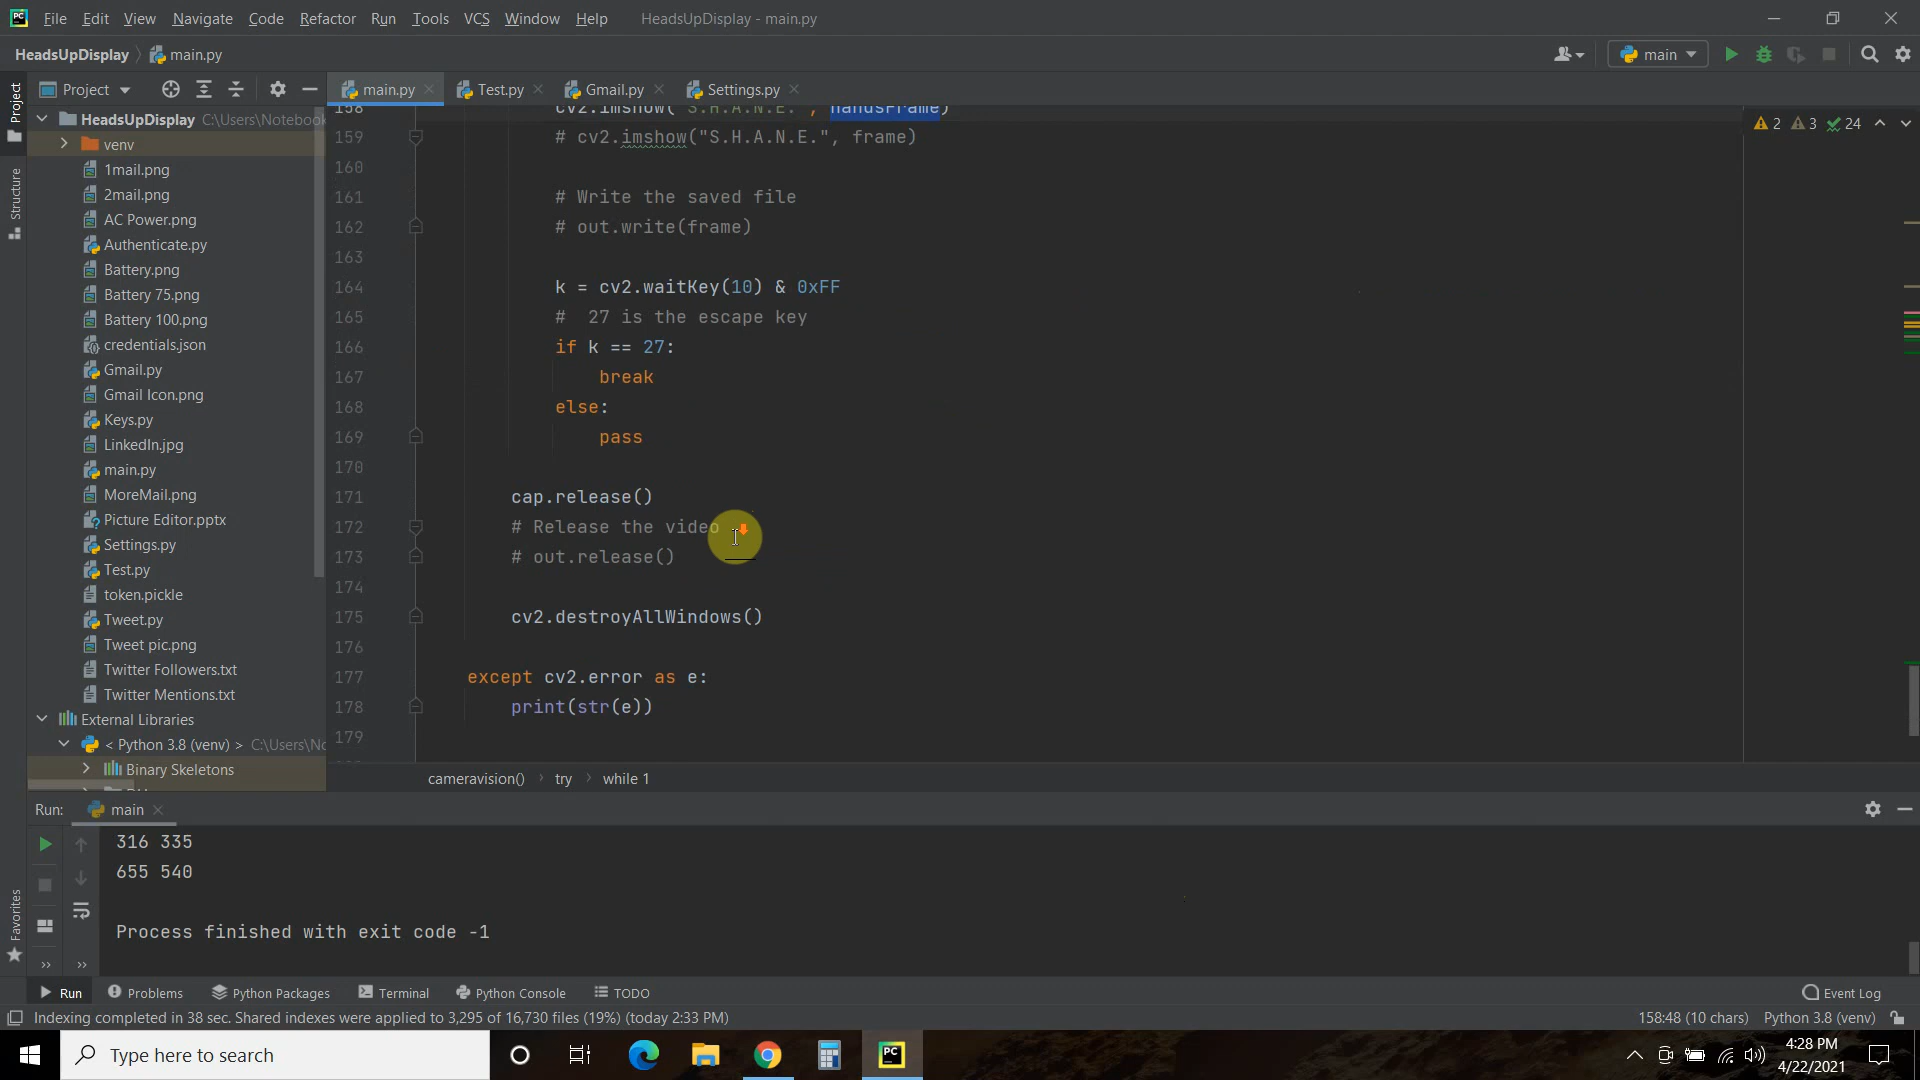 File Edit View Navigate Code Refactor Run Tools VCS Window Help HeadsUpDisplay - main.py
HeadsUpDisplay main.py main
Project main.py Test.py Gmail.py Settings.py
Project
Structure
Favorites
HeadsUpDisplay C:\Users\Notebook
venv
1mail.png
2mail.png
AC Power.png
Authenticate.py
Battery.png
Battery 75.png
Battery 100.png
credentials.json
Gmail.py
Gmail Icon.png
Keys.py
LinkedIn.jpg
main.py
MoreMail.png
Picture Editor.pptx
Settings.py
Test.py
token.pickle
Tweet.py
Tweet pic.png
Twitter Followers.txt
Twitter Mentions.txt
External Libraries
< Python 3.8 (venv) > C:\Users\No
Binary Skeletons
2 3 24
158 cv2.imshow("S.H.A.N.E.", handsFrame)
159 # cv2.imshow("S.H.A.N.E.", frame)
160
161 # Write the saved file
162 # out.write(frame)
163
164 k = cv2.waitKey(10) & 0xFF
165 #  27 is the escape key
166 if k == 27:
167 break
168 else:
169 pass
170
171 cap.release()
172 # Release the video
173 # out.release()
174
175 cv2.destroyAllWindows()
176
177 except cv2.error as e:
178 print(str(e))
179
cameravision() try while 1
Run: main
316 335
655 540
Process finished with exit code -1
Run Problems Python Packages Terminal Python Console TODO Event Log
Indexing completed in 38 sec. Shared indexes were applied to 3,295 of 16,730 files (19%) (today 2:33 PM) 158:48 (10 chars) Python 3.8 (venv)
Type here to search
4:28 PM
4/22/2021